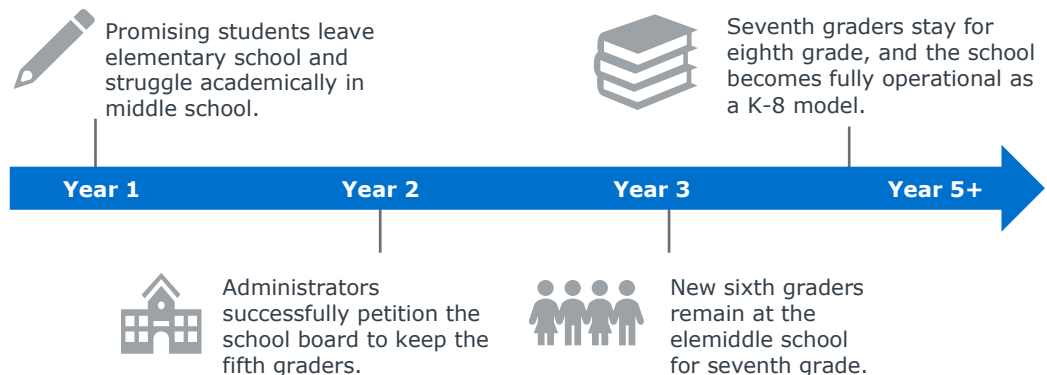 Promising students leave
elementary school and
struggle academically in
middle school.
Seventh graders stay for
eighth grade, and the school
becomes fully operational as
a K-8 model.
Year 1
Year 2
Year 3
Year 5+
Administrators
successfully petition the
school board to keep the
fifth graders.
New sixth graders
remain at the
elemiddle school
for seventh grade.